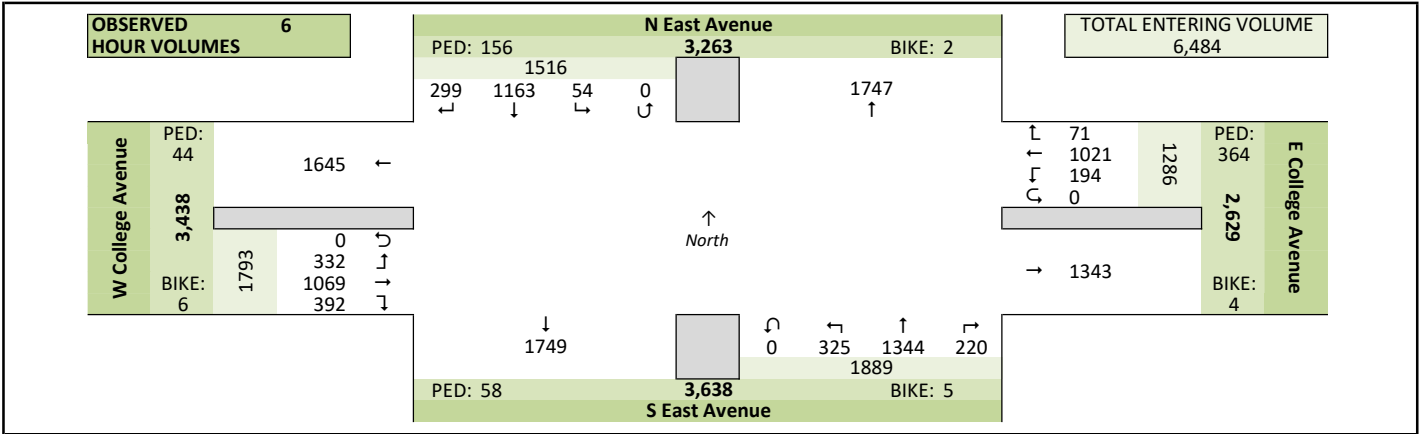 OBSERVED 6
HOUR VOLUMES
N East Avenue
PED: 156 3,263 BIKE: 2
TOTAL ENTERING VOLUME
6,484
1516
299 1163 54 0
↵ ↓ ↳ ↺
1747
↑
W College Avenue
PED:
44
3,438
BIKE:
6
1645 ←
1793
0 ⮌
332 ↰
1069 →
392 ↴
↑
North
↑ 71
← 1021
↓ 194
⮎ 0
1286
PED:
364
2,629
BIKE:
4
E College Avenue
→ 1343
↓
1749
↶ ↰ ↑ ↱
0 325 1344 220
1889
PED: 58 3,638 BIKE: 5
S East Avenue